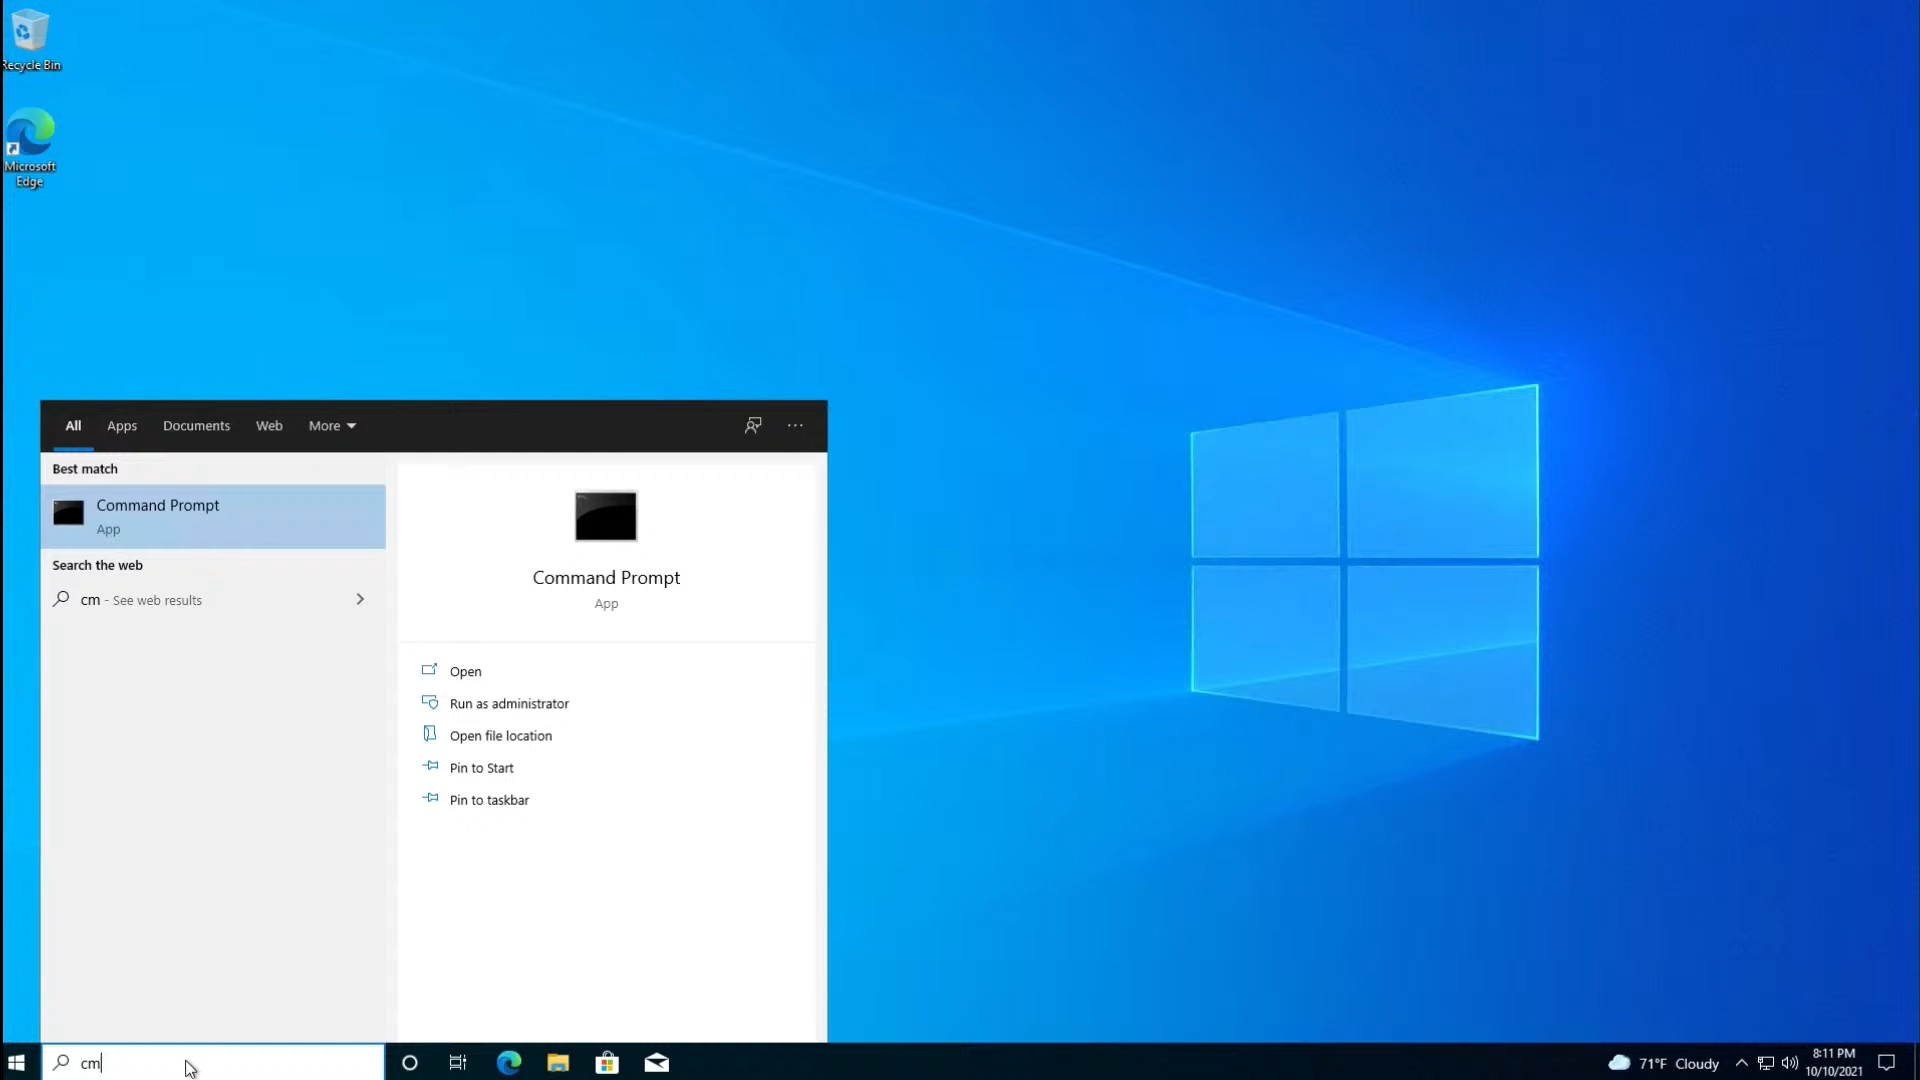 Recycle Bin
Microsoft
Edge
All Apps Documents Web More
Best match
Command Prompt
App
Search the web
cm - See web results
Command Prompt
App
Open
Run as administrator
Open file location
Pin to Start
Pin to taskbar
cm
71°F Cloudy
8:11 PM
10/10/2021